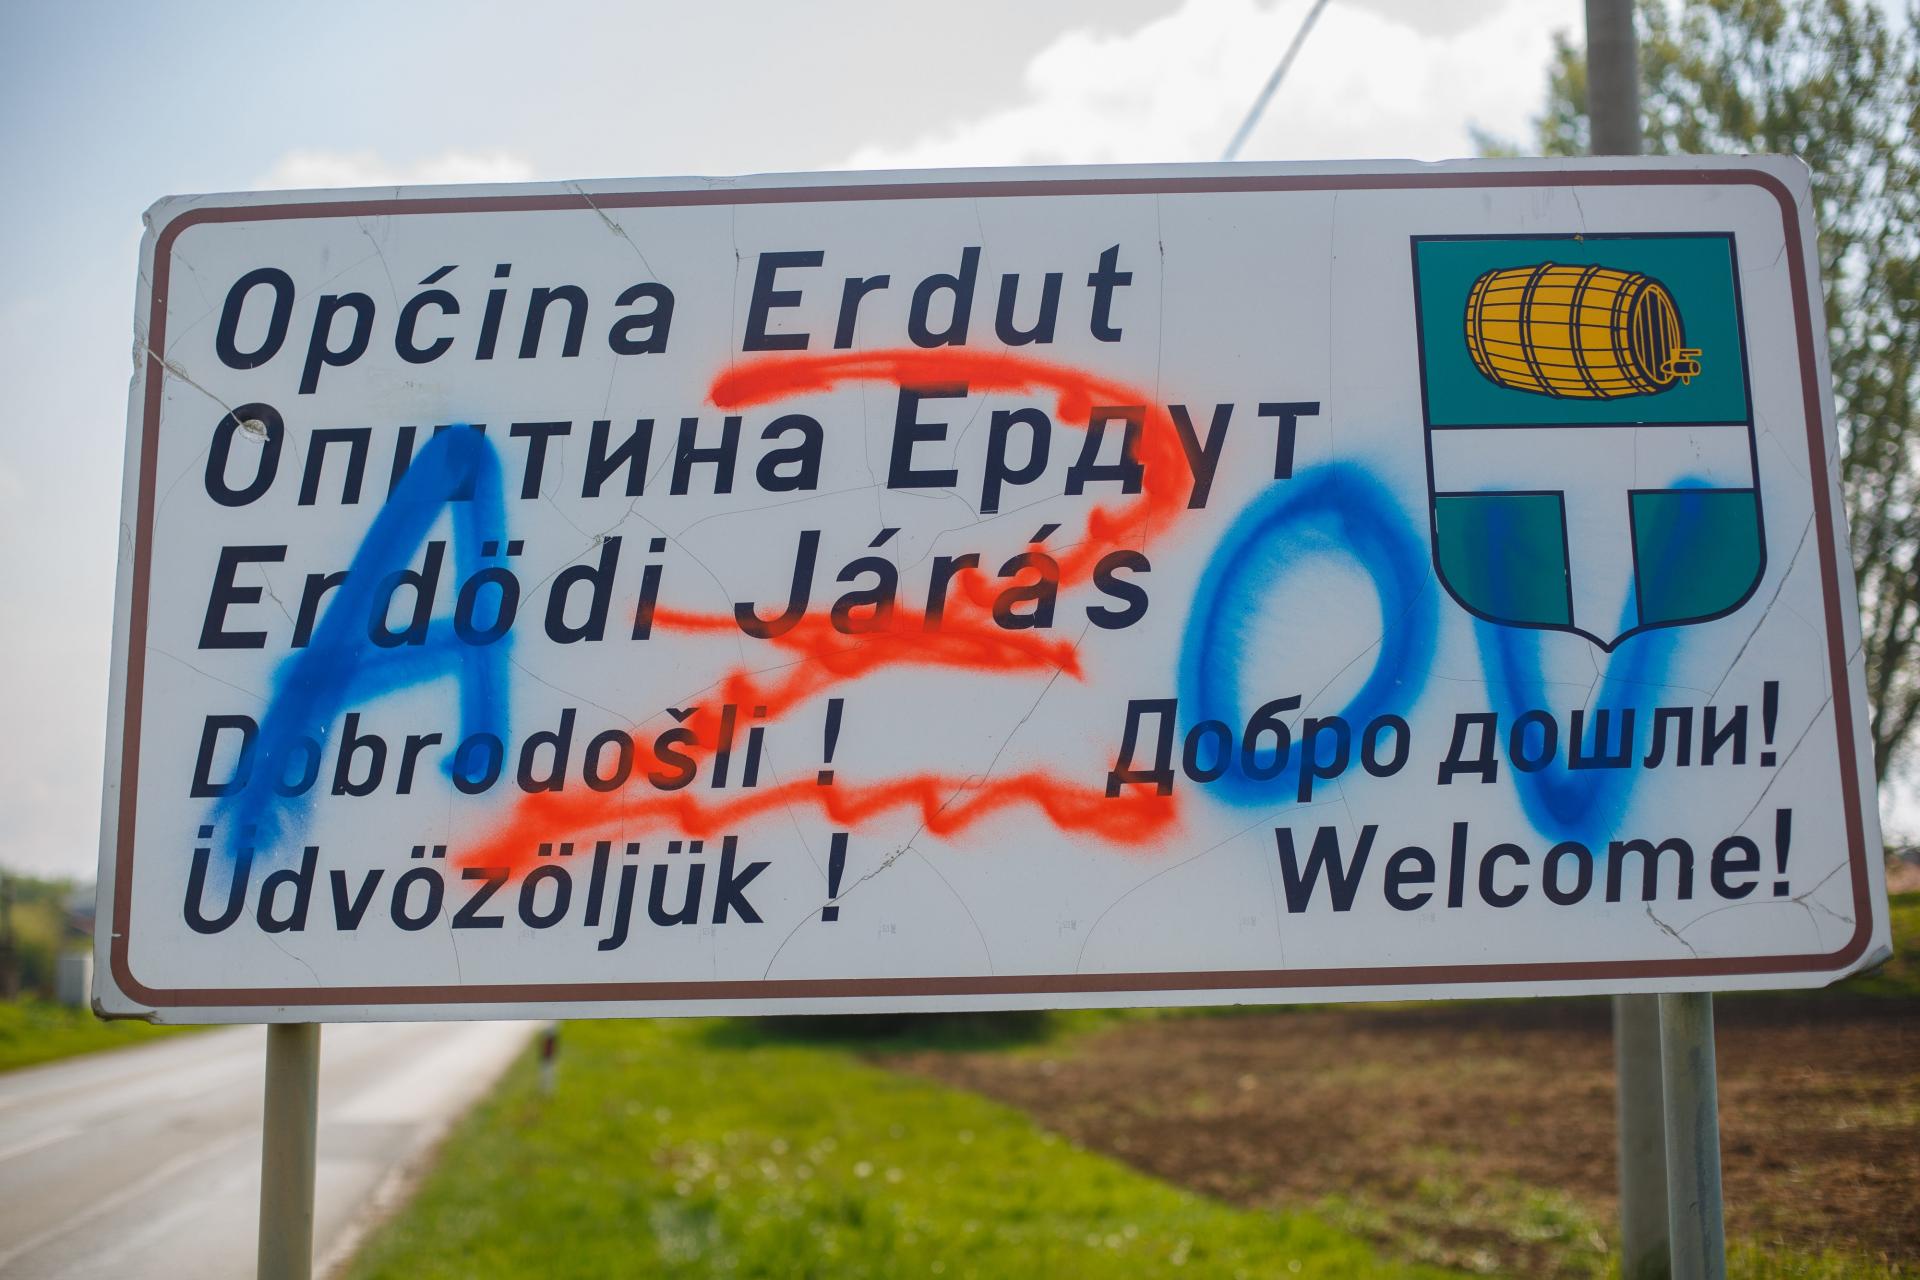 Općina Erdut
Општина Ердут
Erdödi Járás
Dobrodošli !
Добро дошли!
Üdvözöljük !
Welcome!
AZOV